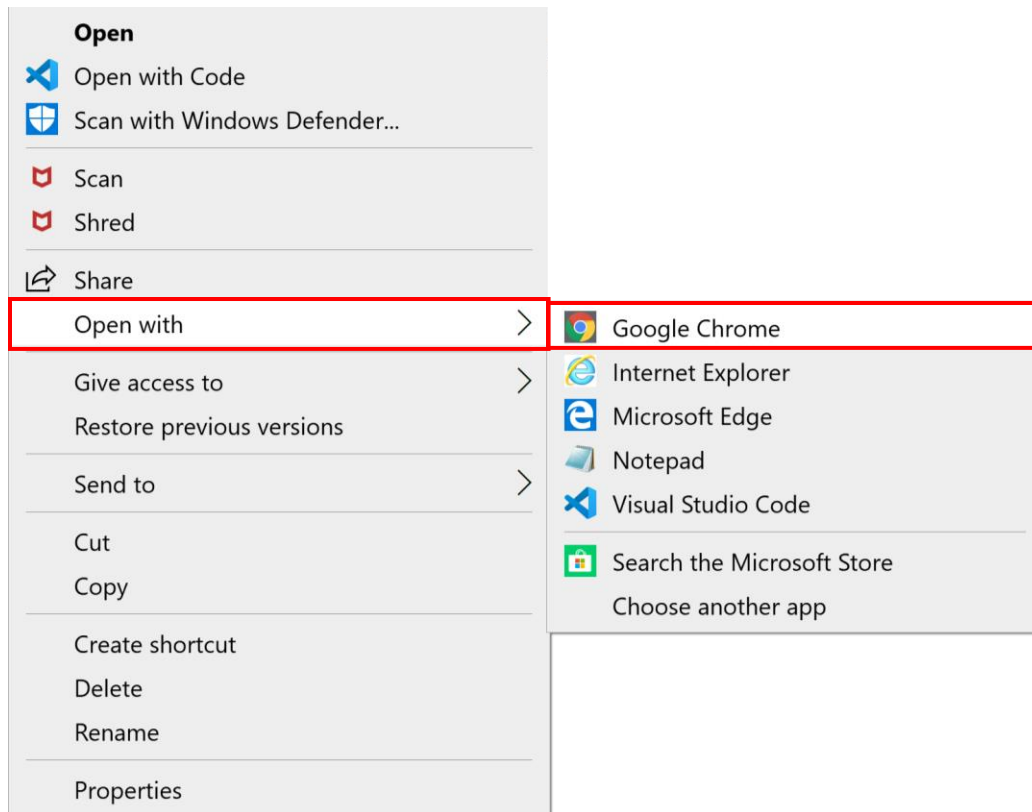 Open
Open with Code
Scan with Windows Defender...
Scan
Shred
Share
Open with
Give access to
Restore previous versions
Send to
Cut
Copy
Create shortcut
Delete
Rename
Properties
Google Chrome
Internet Explorer
Microsoft Edge
Notepad
Visual Studio Code
Search the Microsoft Store
Choose another app